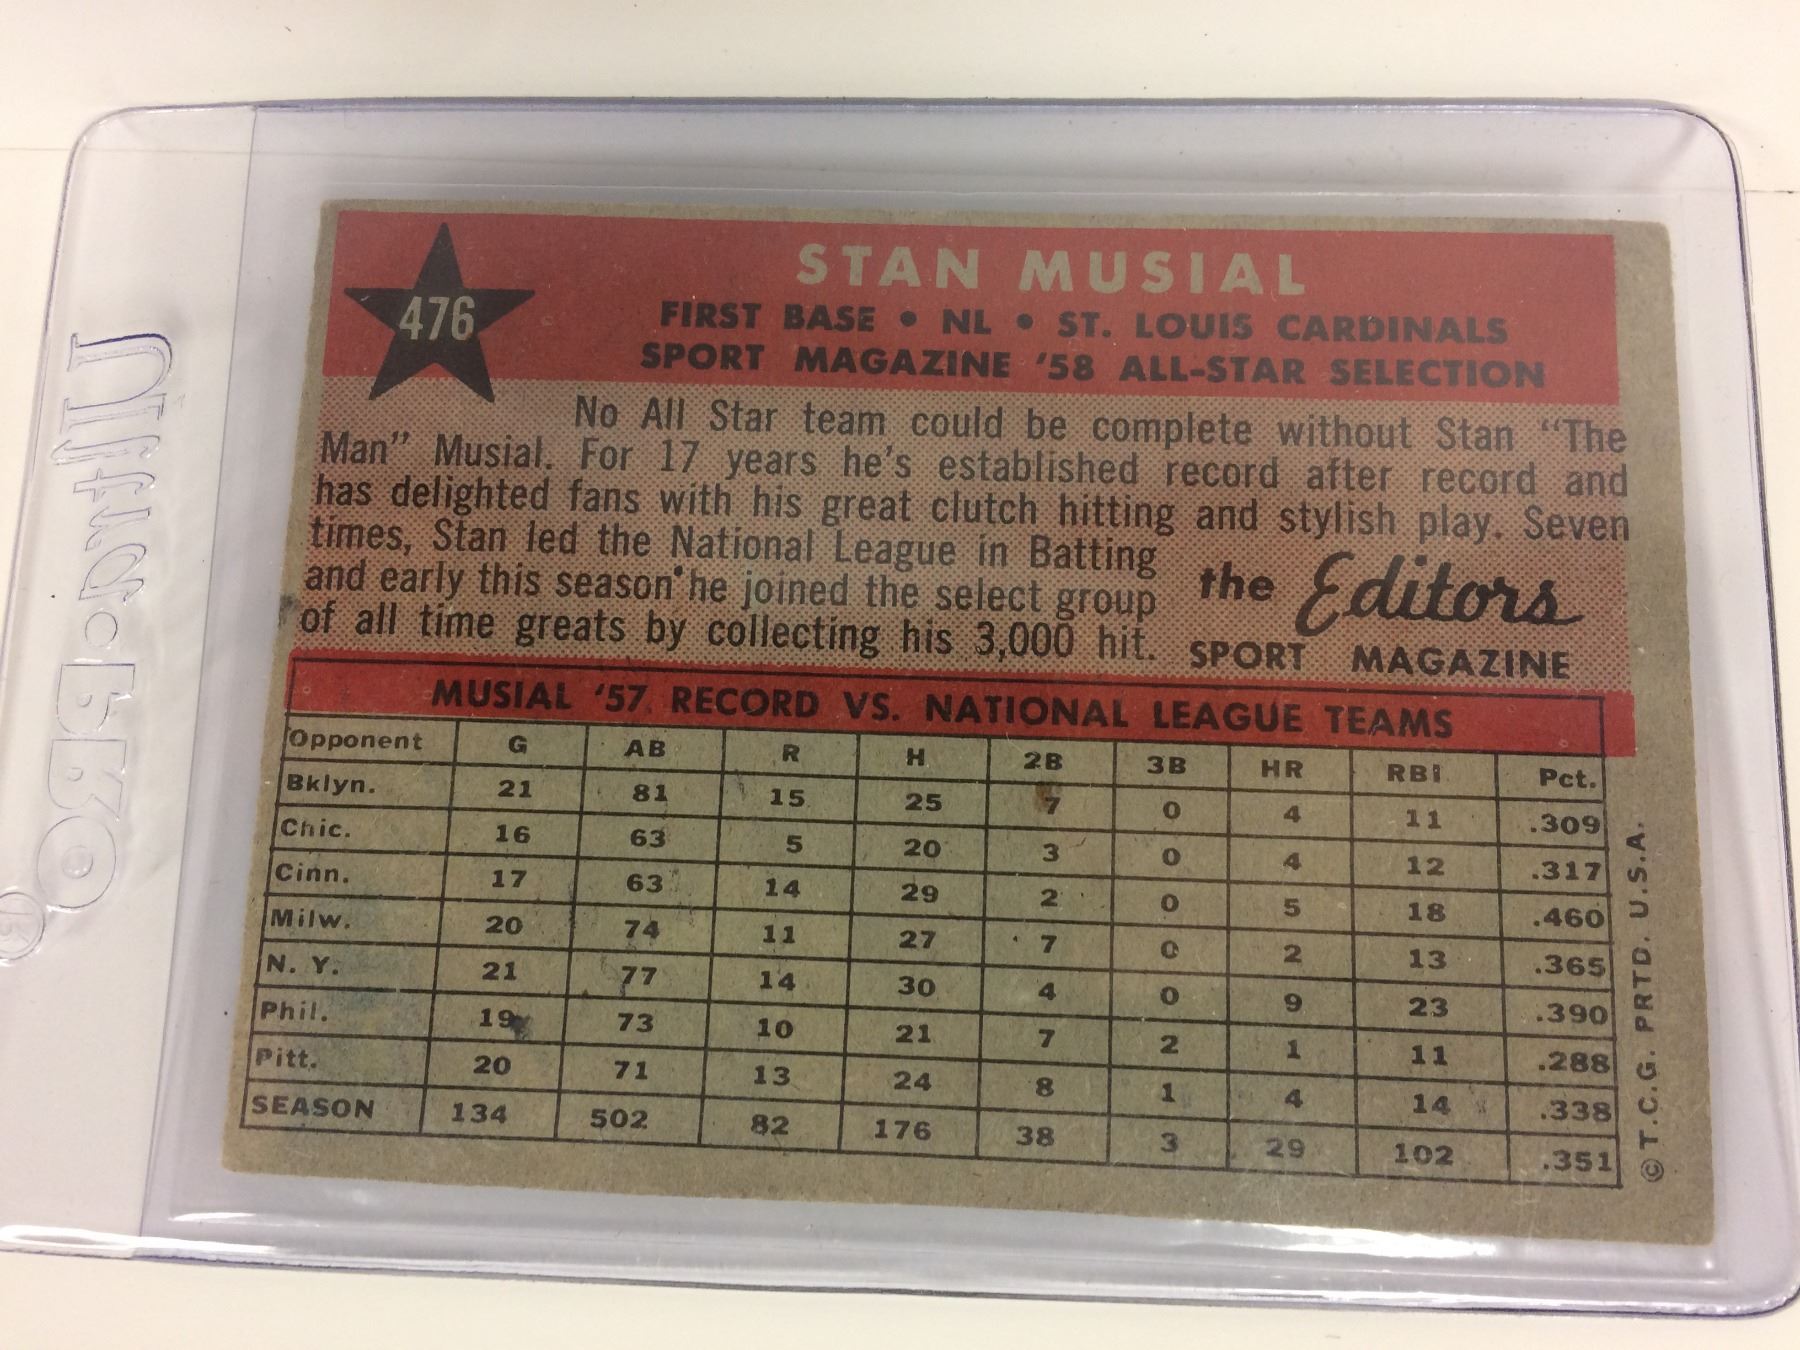 476
STAN MUSIAL
FIRST BASE • NL • ST. LOUIS CARDINALS
SPORT MAGAZINE '58 ALL-STAR SELECTION
No All Star team could be complete without Stan "The
Man" Musial. For 17 years he's established record after record and
has delighted fans with his great clutch hitting and stylish play. Seven
times, Stan led the National League in Batting
and early this season he joined the select group
of all time greats by collecting his 3,000 hit.
the Editors
SPORT MAGAZINE
MUSIAL '57 RECORD VS. NATIONAL LEAGUE TEAMS
Opponent G AB R H 2B 3B HR RBI Pct.
Bklyn. 21 81 15 25 7 0 4 11 .309
Chic. 16 63 5 20 3 0 4 12 .317
Cinn. 17 63 14 29 2 0 5 18 .460
Milw. 20 74 11 27 7 0 2 13 .365
N. Y. 21 77 14 30 4 0 9 23 .390
Phil. 19 73 10 21 7 2 1 11 .288
Pitt. 20 71 13 24 8 1 4 14 .338
SEASON 134 502 82 176 38 3 29 102 .351
© T.C.G. PRTD. U.S.A.
Ultra•PRO
®